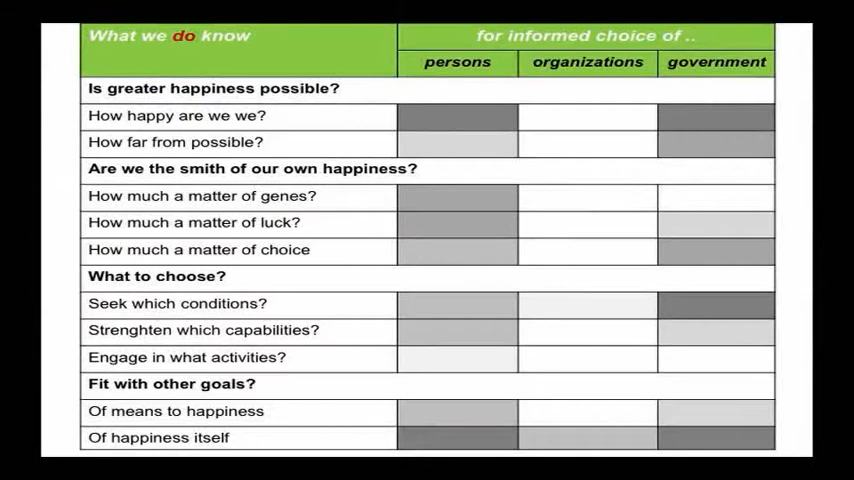 What we do know
for informed choice of ..
persons organizations government
Is greater happiness possible?
How happy are we we?
How far from possible?
Are we the smith of our own happiness?
How much a matter of genes?
How much a matter of luck?
How much a matter of choice
What to choose?
Seek which conditions?
Strenghten which capabilities?
Engage in what activities?
Fit with other goals?
Of means to happiness
Of happiness itself